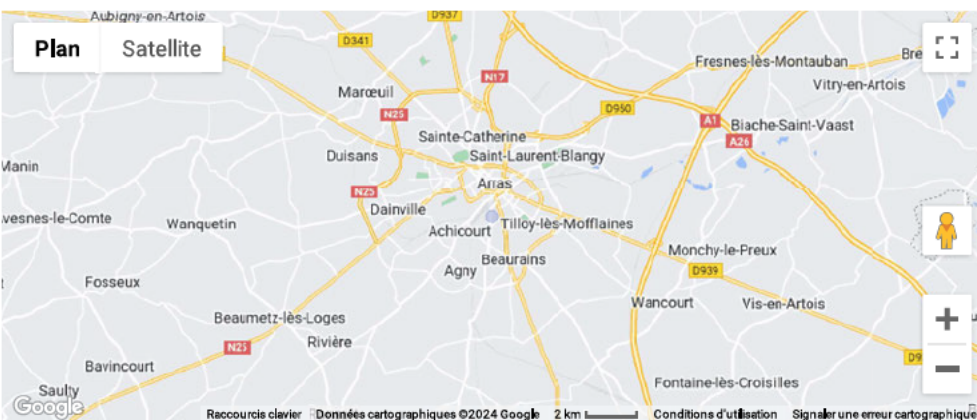 Aubigny-en-Artois
D937
Plan
Satellite
D341
Fresnes-lès-Montauban
Bre
N17
Vitry-en-Artois
Marœuil
D950
N25
A1
Biache-Saint-Vaast
Sainte-Catherine
A26
Duisans
Saint-Laurent-Blangy
Manin
Arras
N25
Dainville
vesnes-le-Comte
Wanquetin
Tilloy-lès-Mofflaines
Achicourt
Monchy-le-Preux
Beaurains
Agny
D939
Fosseux
Wancourt
Vis-en-Artois
Beaumetz-lès-Loges
+
Rivière
N25
D9
Bavincourt
Fontaine-lès-Croisilles
Saulty
Google
Raccourcis clavier
Données cartographiques ©2024 Google
2 km
Conditions d'utilisation
Signaler une erreur cartographique